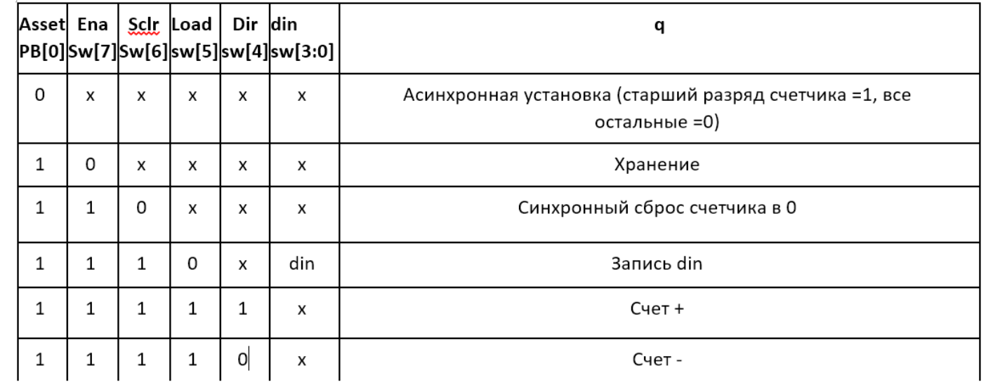 Asset Ena Sclr Load Dir din q
PB[0] Sw[7] Sw[6] sw[5] sw[4] sw[3:0]
0 x x x x x Асинхронная установка (старший разряд счетчика =1, все
остальные =0)
1 0 x x x x Хранение
1 1 0 x x x Синхронный сброс счетчика в 0
1 1 1 0 x din Запись din
1 1 1 1 1 x Счет +
1 1 1 1 0 x Счет -